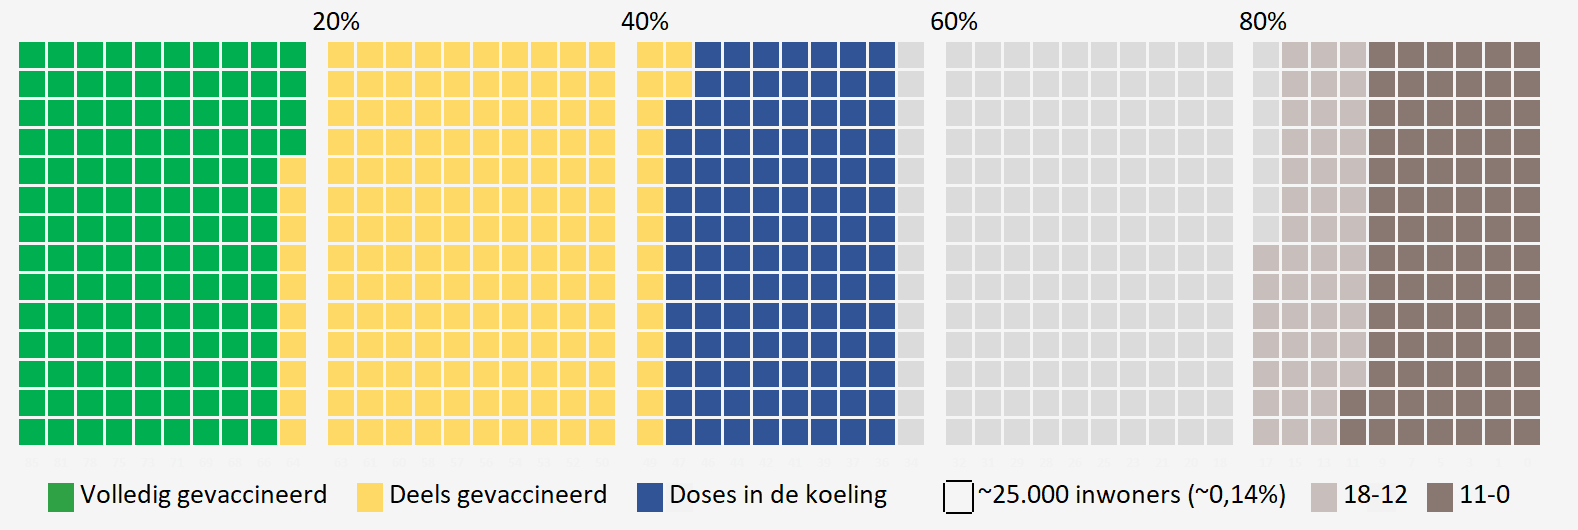 20% 40% 60% 80%
Volledig gevaccineerd Deels gevaccineerd Doses in de koeling ~25.000 inwoners (~0,14%) 18-12 11-0